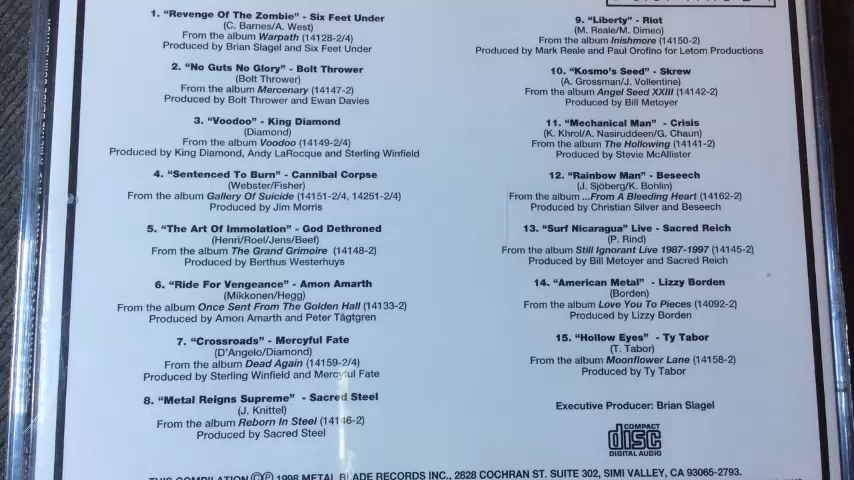 1. "Revenge Of The Zombie" - Six Feet Under
(C. Barnes/A. West)
From the album Warpath (14128-2/4)
Produced by Brian Slagel and Six Feet Under
2. "No Guts No Glory" - Bolt Thrower
(Bolt Thrower)
From the album Mercenary (14147-2)
Produced by Bolt Thrower and Ewan Davies
3. "Voodoo" - King Diamond
(Diamond)
From the album Voodoo (14149-2/4)
Produced by King Diamond, Andy LaRocque and Sterling Winfield
4. "Sentenced To Burn" - Cannibal Corpse
(Webster/Fisher)
From the album Gallery Of Suicide (14151-2/4, 14251-2/4)
Produced by Jim Morris
5. "The Art Of Immolation" - God Dethroned
(Henri/Roel/Jens/Beef)
From the album The Grand Grimoire (14148-2)
Produced by Berthus Westerhuys
6. "Ride For Vengeance" - Amon Amarth
(Mikkonen/Hegg)
From the album Once Sent From The Golden Hall (14133-2)
Produced by Amon Amarth and Peter Tägtgren
7. "Crossroads" - Mercyful Fate
(D'Angelo/Diamond)
From the album Dead Again (14159-2/4)
Produced by Sterling Winfield and Mercyful Fate
8. "Metal Reigns Supreme" - Sacred Steel
(J. Knittel)
From the album Reborn In Steel (14146-2)
Produced by Sacred Steel
9. "Liberty" - Riot
(M. Reale/M. Dimeo)
From the album Inishmore (14150-2)
Produced by Mark Reale and Paul Orofino for Letom Productions
10. "Kosmo's Seed" - Skrew
(A. Grossman/J. Vollentine)
From the album Angel Seed XXIII (14142-2)
Produced by Bill Metoyer
11. "Mechanical Man" - Crisis
(K. Khrol/A. Nasiruddeen/G. Chaun)
From the album The Hollowing (14141-2)
Produced by Stevie McAllister
12. "Rainbow Man" - Beseech
(J. Sjöberg/K. Bohlin)
From the album ...From A Bleeding Heart (14162-2)
Produced by Christian Silver and Beseech
13. "Surf Nicaragua" Live - Sacred Reich
(P. Rind)
From the album Still Ignorant Live 1987-1997 (14145-2)
Produced by Bill Metoyer and Sacred Reich
14. "American Metal" - Lizzy Borden
(Borden)
From the album Love You To Pieces (14092-2)
Produced by Lizzy Borden
15. "Hollow Eyes" - Ty Tabor
(T. Tabor)
From the album Moonflower Lane (14158-2)
Produced by Ty Tabor
Executive Producer: Brian Slagel
COMPACT
disc
DIGITAL AUDIO
THIS COMPILATION ©℗ 1998 METAL BLADE RECORDS INC., 2828 COCHRAN ST. SUITE 302, SIMI VALLEY, CA 93065-2793.